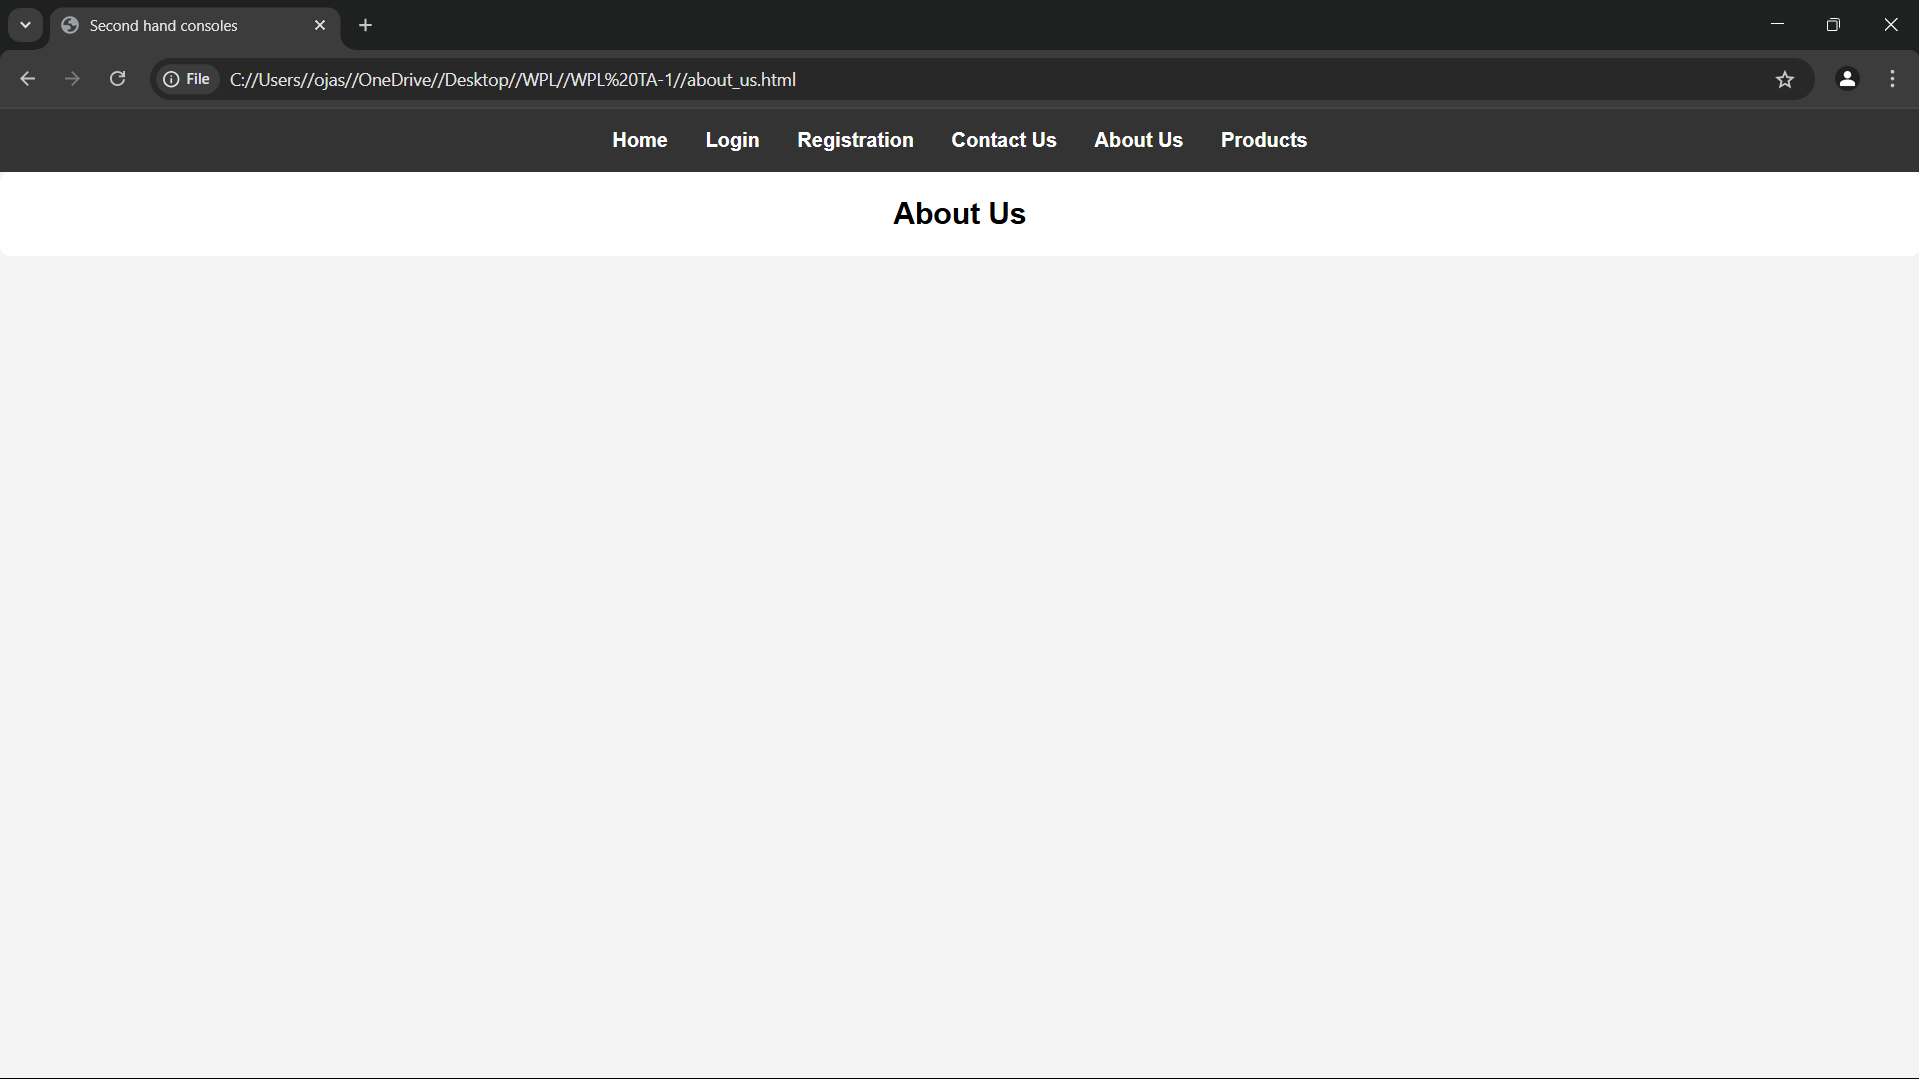 Second hand consoles
File C://Users//ojas//OneDrive//Desktop//WPL//WPL%20TA-1//about_us.html
Home Login Registration Contact Us About Us Products
About Us